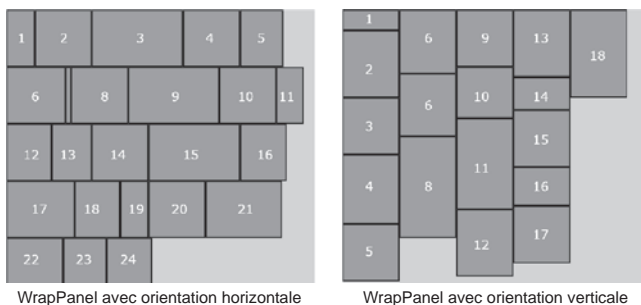 1 2 3 4 5
6 8 9 10 11
12 13 14 15 16
17 18 19 20 21
22 23 24
WrapPanel avec orientation horizontale
1 6 9 13 18
2 6 10 14
3 8 11 15
4 12 16
5 17
WrapPanel avec orientation verticale